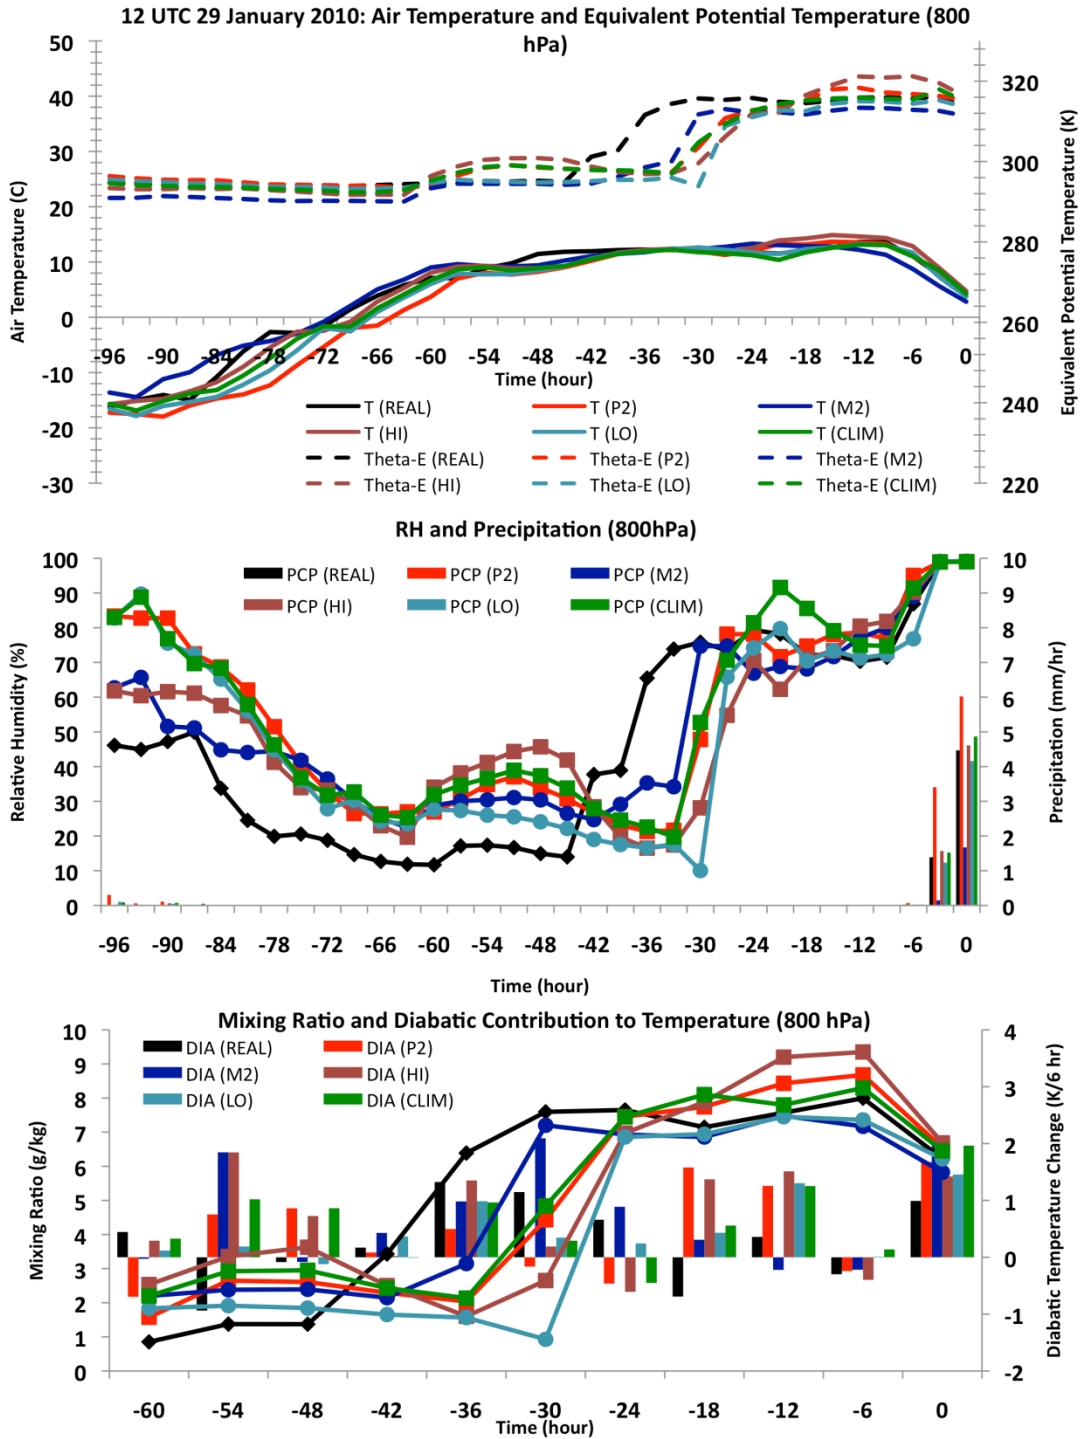 12 UTC 29 January 2010: Air Temperature and Equivalent Potential Temperature (800
hPa)
50
40
30
20
10
0
-10
-20
-30
Air Temperature (C)
320
300
280
260
240
220
Equivalent Potential Temperature (K)
-96 -90 -84 -78 -72 -66 -60 -54 -48 -42 -36 -30 -24 -18 -12 -6 0
Time (hour)
T (REAL) T (P2) T (M2)
T (HI) T (LO) T (CLIM)
Theta-E (REAL) Theta-E (P2) Theta-E (M2)
Theta-E (HI) Theta-E (LO) Theta-E (CLIM)
RH and Precipitation (800hPa)
100
90
80
70
60
50
40
30
20
10
0
Relative Humidity (%)
PCP (REAL) PCP (P2) PCP (M2)
PCP (HI) PCP (LO) PCP (CLIM)
10
9
8
7
6
5
4
3
2
1
0
Precipitation (mm/hr)
-96 -90 -84 -78 -72 -66 -60 -54 -48 -42 -36 -30 -24 -18 -12 -6 0
Time (hour)
Mixing Ratio and Diabatic Contribution to Temperature (800 hPa)
10
9
8
7
6
5
4
3
2
1
0
Mixing Ratio (g/kg)
DIA (REAL) DIA (P2)
DIA (M2) DIA (HI)
DIA (LO) DIA (CLIM)
4
3
2
1
0
-1
-2
Diabatic Temperature Change (K/6 hr)
-60 -54 -48 -42 -36 -30 -24 -18 -12 -6 0
Time (hour)